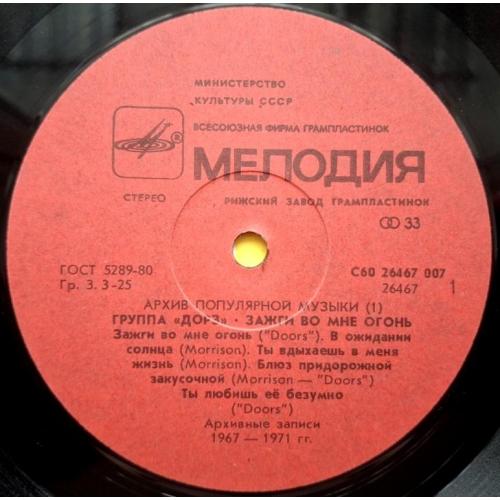 МИНИСТЕРСТВО
КУЛЬТУРЫ СССР
ВСЕСОЮЗНАЯ ФИРМА ГРАМПЛАСТИНОК
® МЕЛОДИЯ
СТЕРЕО
РИЖСКИЙ ЗАВОД ГРАМПЛАСТИНОК
33
ГОСТ 5289-80
С60 26467 007
Гр. 3. 3-25
26467 1
АРХИВ ПОПУЛЯРНОЙ МУЗЫКИ (1)
ГРУППА «ДОРЗ» · ЗАЖГИ ВО МНЕ ОГОНЬ
Зажги во мне огонь ("Doors"). В ожидании
солнца (Morrison). Ты вдыхаешь в меня
жизнь (Morrison). Блюз придорожной
закусочной (Morrison — "Doors")
Ты любишь её безумно
("Doors")
Архивные записи
1967 — 1971 гг.